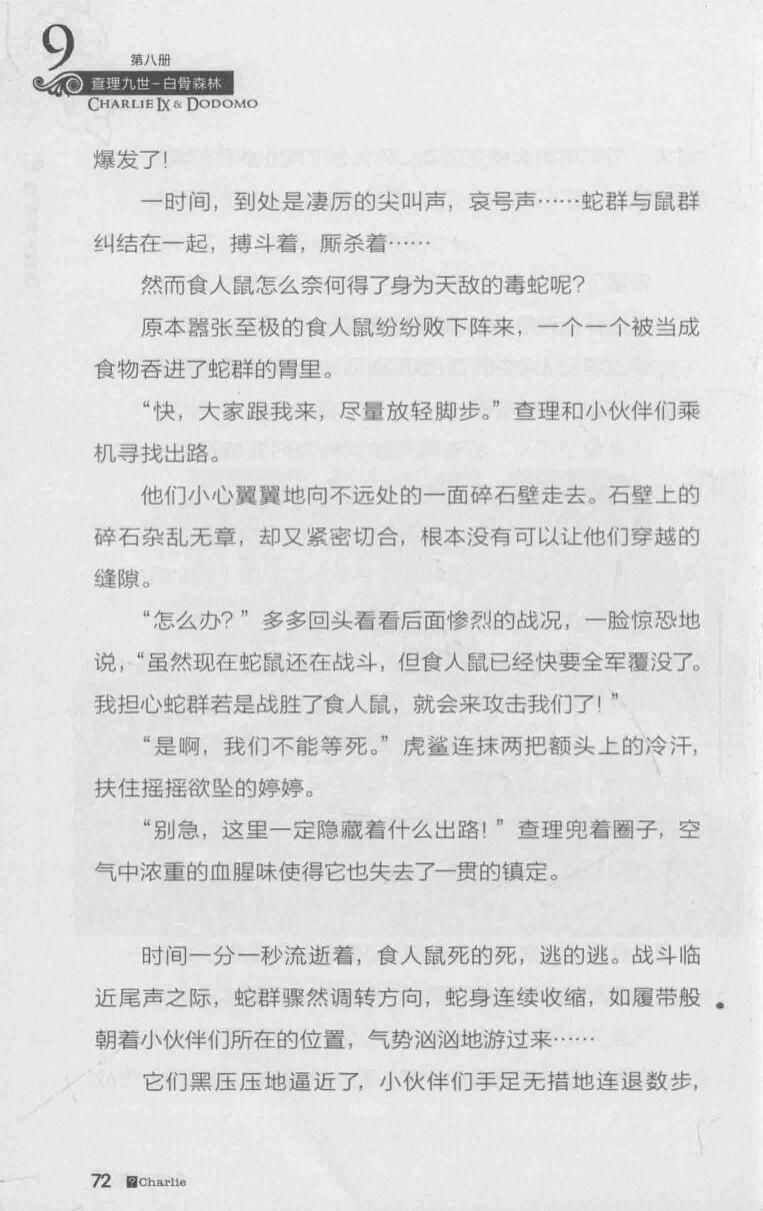 9
第八册
查理九世-白骨森林
CHARLIE IX & DODOMO
爆发了！
一时间，到处是凄厉的尖叫声，哀号声……蛇群与鼠群
纠结在一起，搏斗着，厮杀着……
然而食人鼠怎么奈何得了身为天敌的毒蛇呢？
原本嚣张至极的食人鼠纷纷败下阵来，一个一个被当成
食物吞进了蛇群的胃里。
“快，大家跟我来，尽量放轻脚步。”查理和小伙伴们乘
机寻找出路。
他们小心翼翼地向不远处的一面碎石壁走去。石壁上的
碎石杂乱无章，却又紧密切合，根本没有可以让他们穿越的
缝隙。
“怎么办？”多多回头看看后面惨烈的战况，一脸惊恐地
说，“虽然现在蛇鼠还在战斗，但食人鼠已经快要全军覆没了。
我担心蛇群若是战胜了食人鼠，就会来攻击我们了！”
“是啊，我们不能等死。”虎鲨连抹两把额头上的冷汗，
扶住摇摇欲坠的婷婷。
“别急，这里一定隐藏着什么出路！”查理兜着圈子，空
气中浓重的血腥味使得它也失去了一贯的镇定。
时间一分一秒流逝着，食人鼠死的死，逃的逃。战斗临
近尾声之际，蛇群骤然调转方向，蛇身连续收缩，如履带般
朝着小伙伴们所在的位置，气势汹汹地游过来……
它们黑压压地逼近了，小伙伴们手足无措地连退数步，
72 ?Charlie